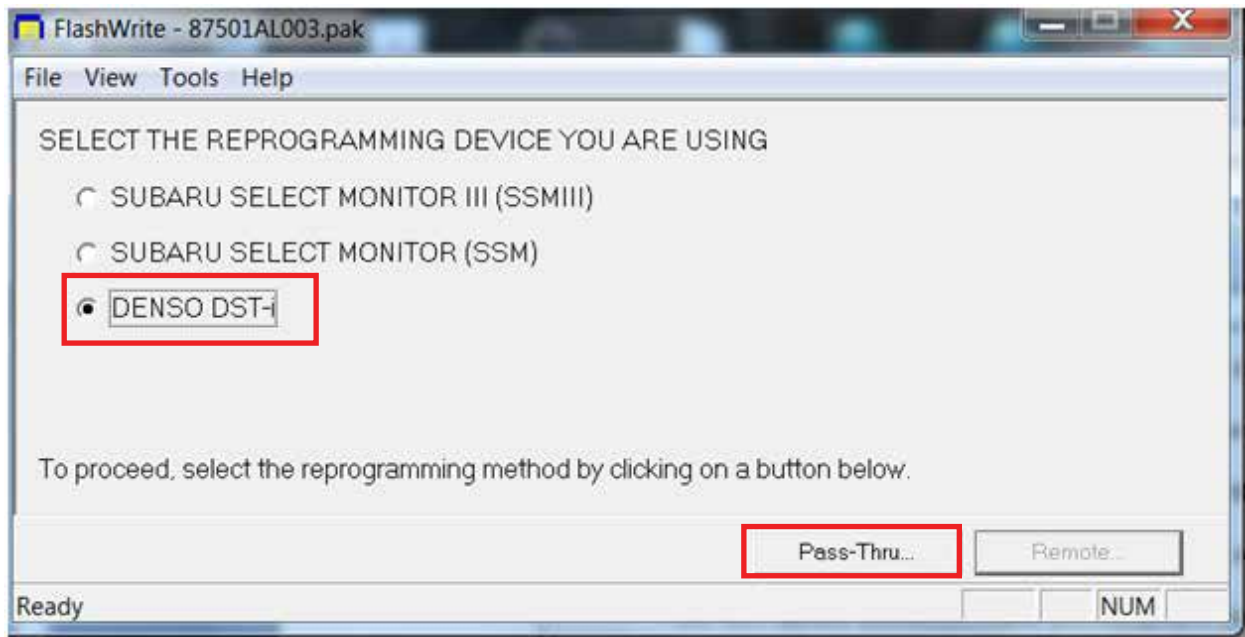 FlashWrite - 87501AL003.pak
File View Tools Help
SELECT THE REPROGRAMMING DEVICE YOU ARE USING
SUBARU SELECT MONITOR III (SSMIII)
SUBARU SELECT MONITOR (SSM)
DENSO DST-i
To proceed, select the reprogramming method by clicking on a button below.
Pass-Thru... Remote...
Ready NUM